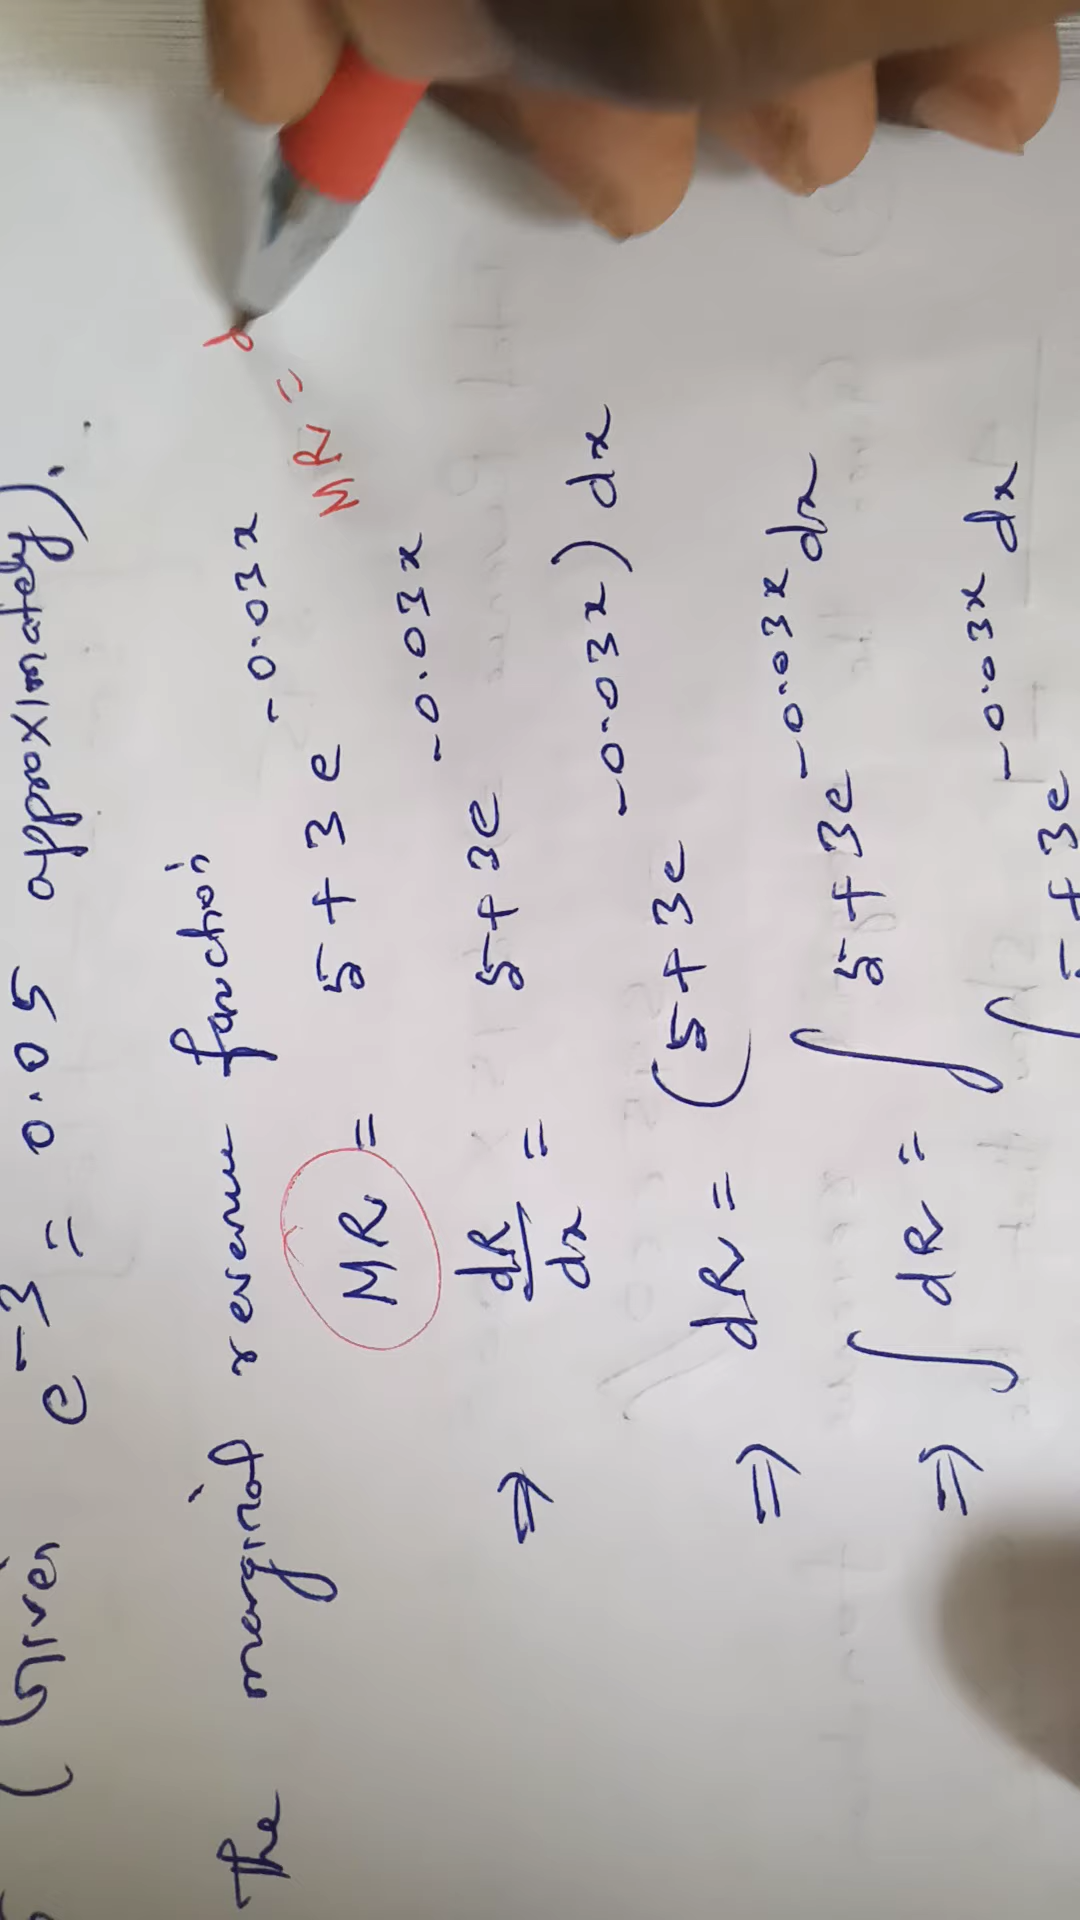 (Given e^-3 = 0.05 approximately).
The marginal revenue function
MR = 5 + 3e^-0.03x
MR = d
⇒ dR/dx = 5+3e^-0.03x
dR = (5+3e^-0.03x) dx
⇒ ∫ dR = ∫ 5+3e^-0.03x dx
⇒ ∫ 5+3e^-0.03x dx